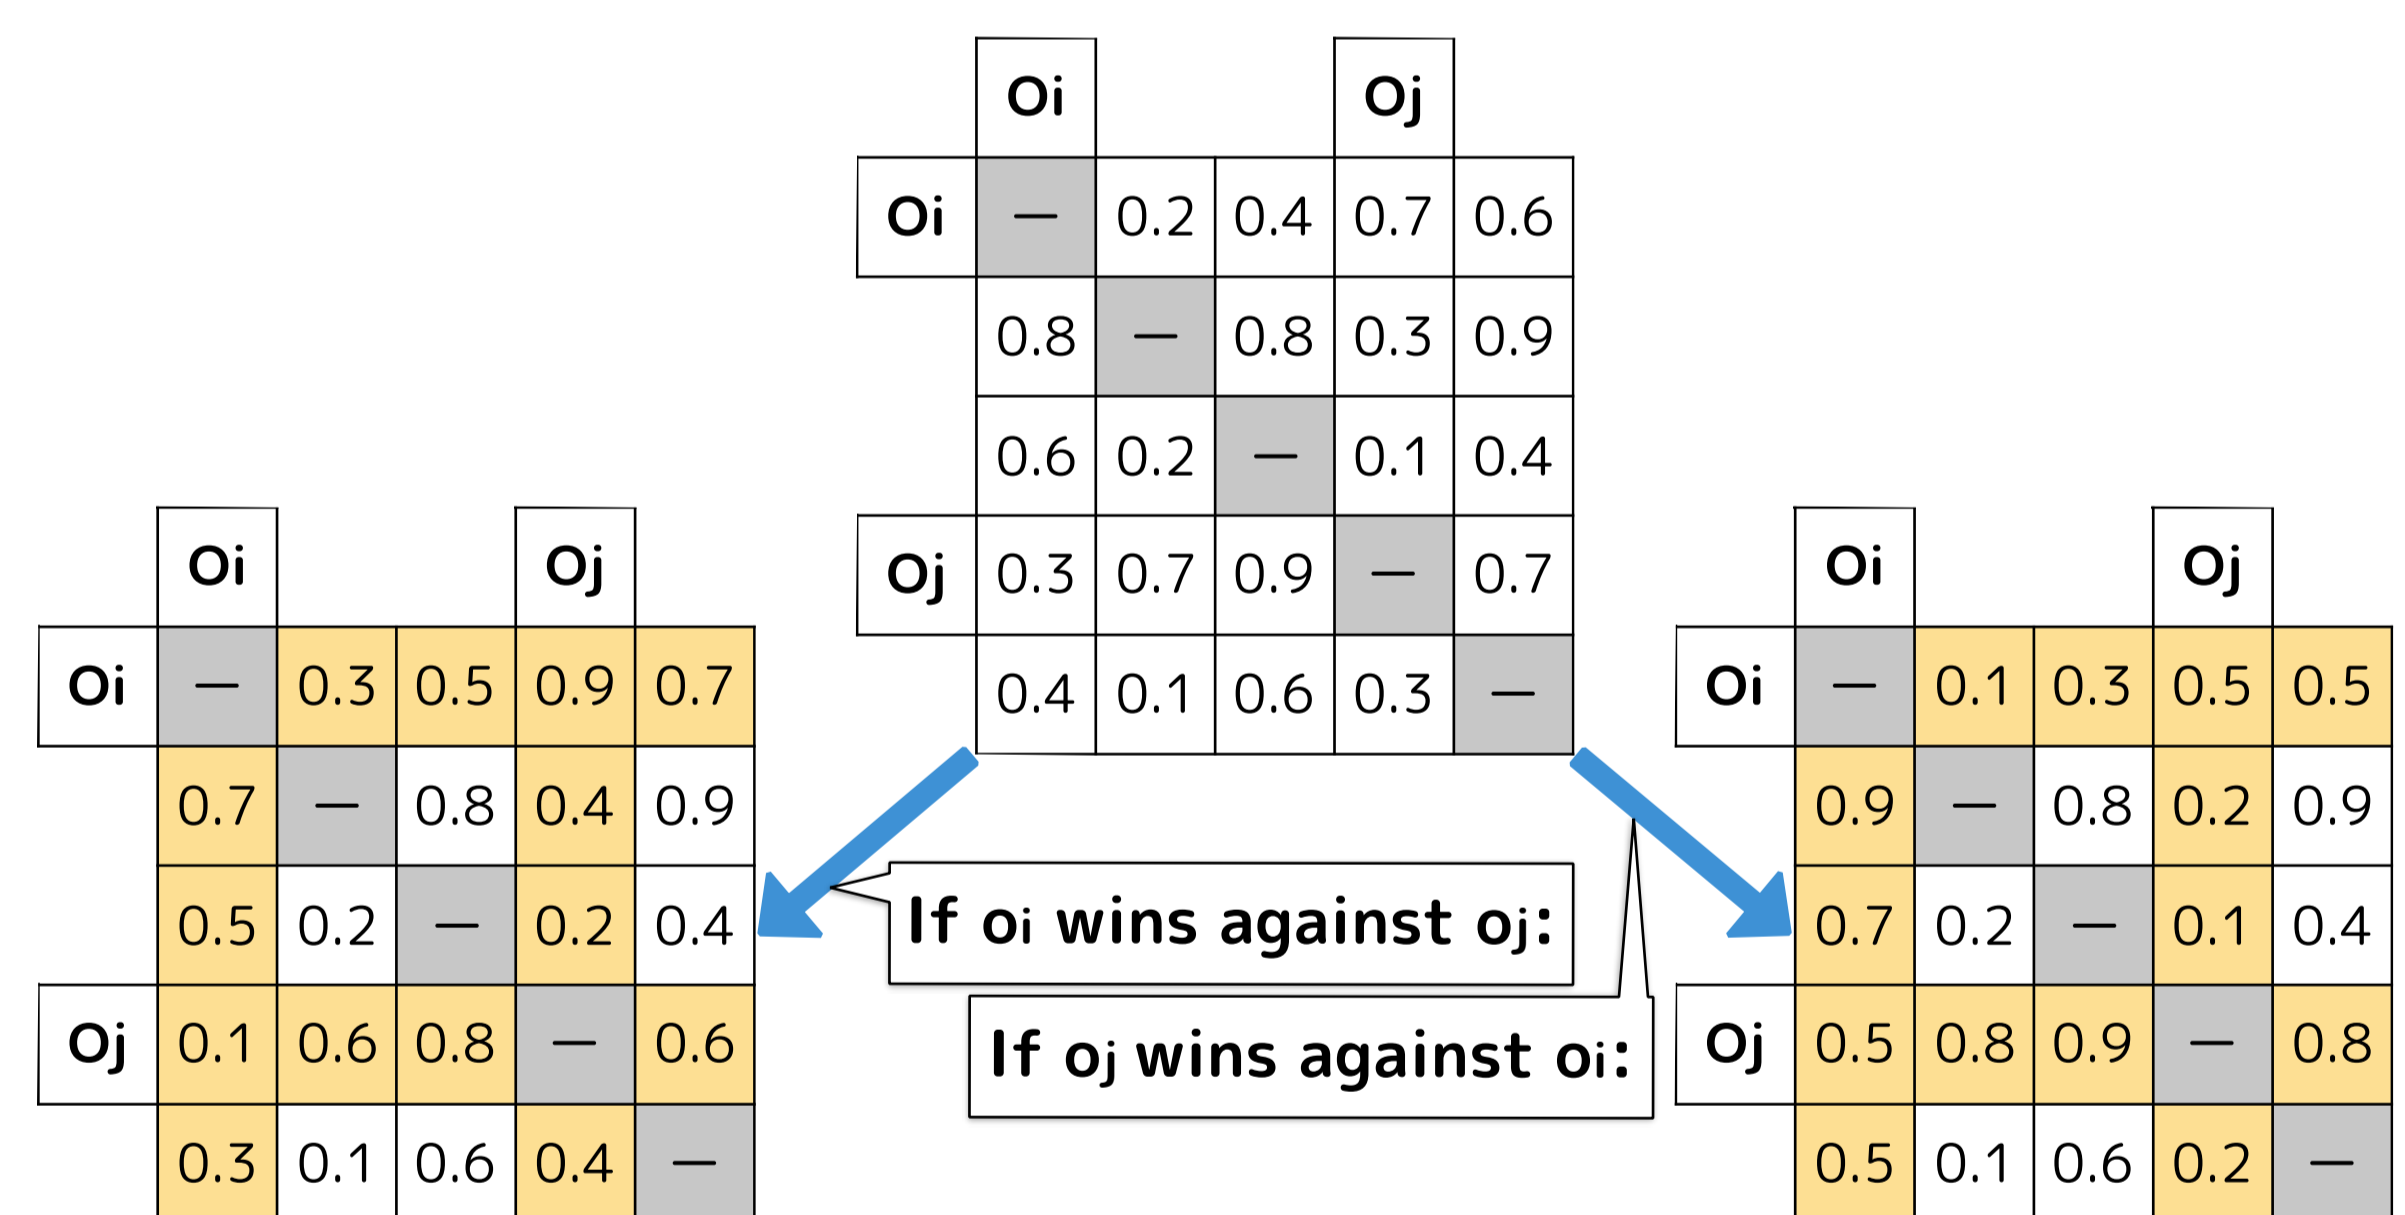 Oi Oj
Oi — 0.2 0.4 0.7 0.6
0.8 — 0.8 0.3 0.9
0.6 0.2 — 0.1 0.4
Oj 0.3 0.7 0.9 — 0.7
0.4 0.1 0.6 0.3 —
Oi Oj
Oi — 0.3 0.5 0.9 0.7
0.7 — 0.8 0.4 0.9
0.5 0.2 — 0.2 0.4
Oj 0.1 0.6 0.8 — 0.6
0.3 0.1 0.6 0.4 —
If oi wins against oj:
If oj wins against oi:
Oi Oj
Oi — 0.1 0.3 0.5 0.5
0.9 — 0.8 0.2 0.9
0.7 0.2 — 0.1 0.4
Oj 0.5 0.8 0.9 — 0.8
0.5 0.1 0.6 0.2 —